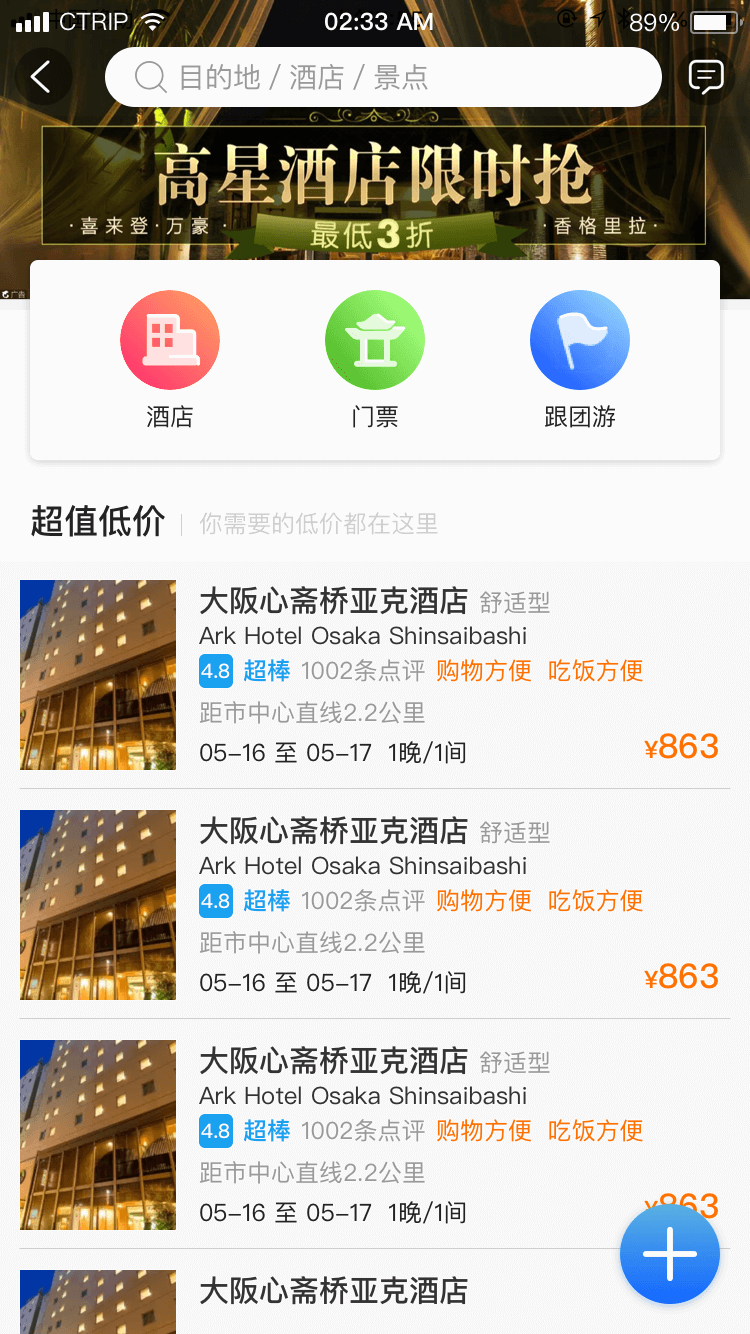 CTRIP 02:33 AM 89%
目的地 / 酒店 / 景点
高星酒店限时抢
·喜来登·万豪· ·香格里拉·
最低3折
广告
酒店 门票 跟团游
超值低价 你需要的低价都在这里
大阪心斋桥亚克酒店 舒适型
Ark Hotel Osaka Shinsaibashi
4.8 超棒 1002条点评 购物方便 吃饭方便
距市中心直线2.2公里
05-16 至 05-17 1晚/1间 ¥863
大阪心斋桥亚克酒店 舒适型
Ark Hotel Osaka Shinsaibashi
4.8 超棒 1002条点评 购物方便 吃饭方便
距市中心直线2.2公里
05-16 至 05-17 1晚/1间 ¥863
大阪心斋桥亚克酒店 舒适型
Ark Hotel Osaka Shinsaibashi
4.8 超棒 1002条点评 购物方便 吃饭方便
距市中心直线2.2公里
05-16 至 05-17 1晚/1间 ¥863
大阪心斋桥亚克酒店